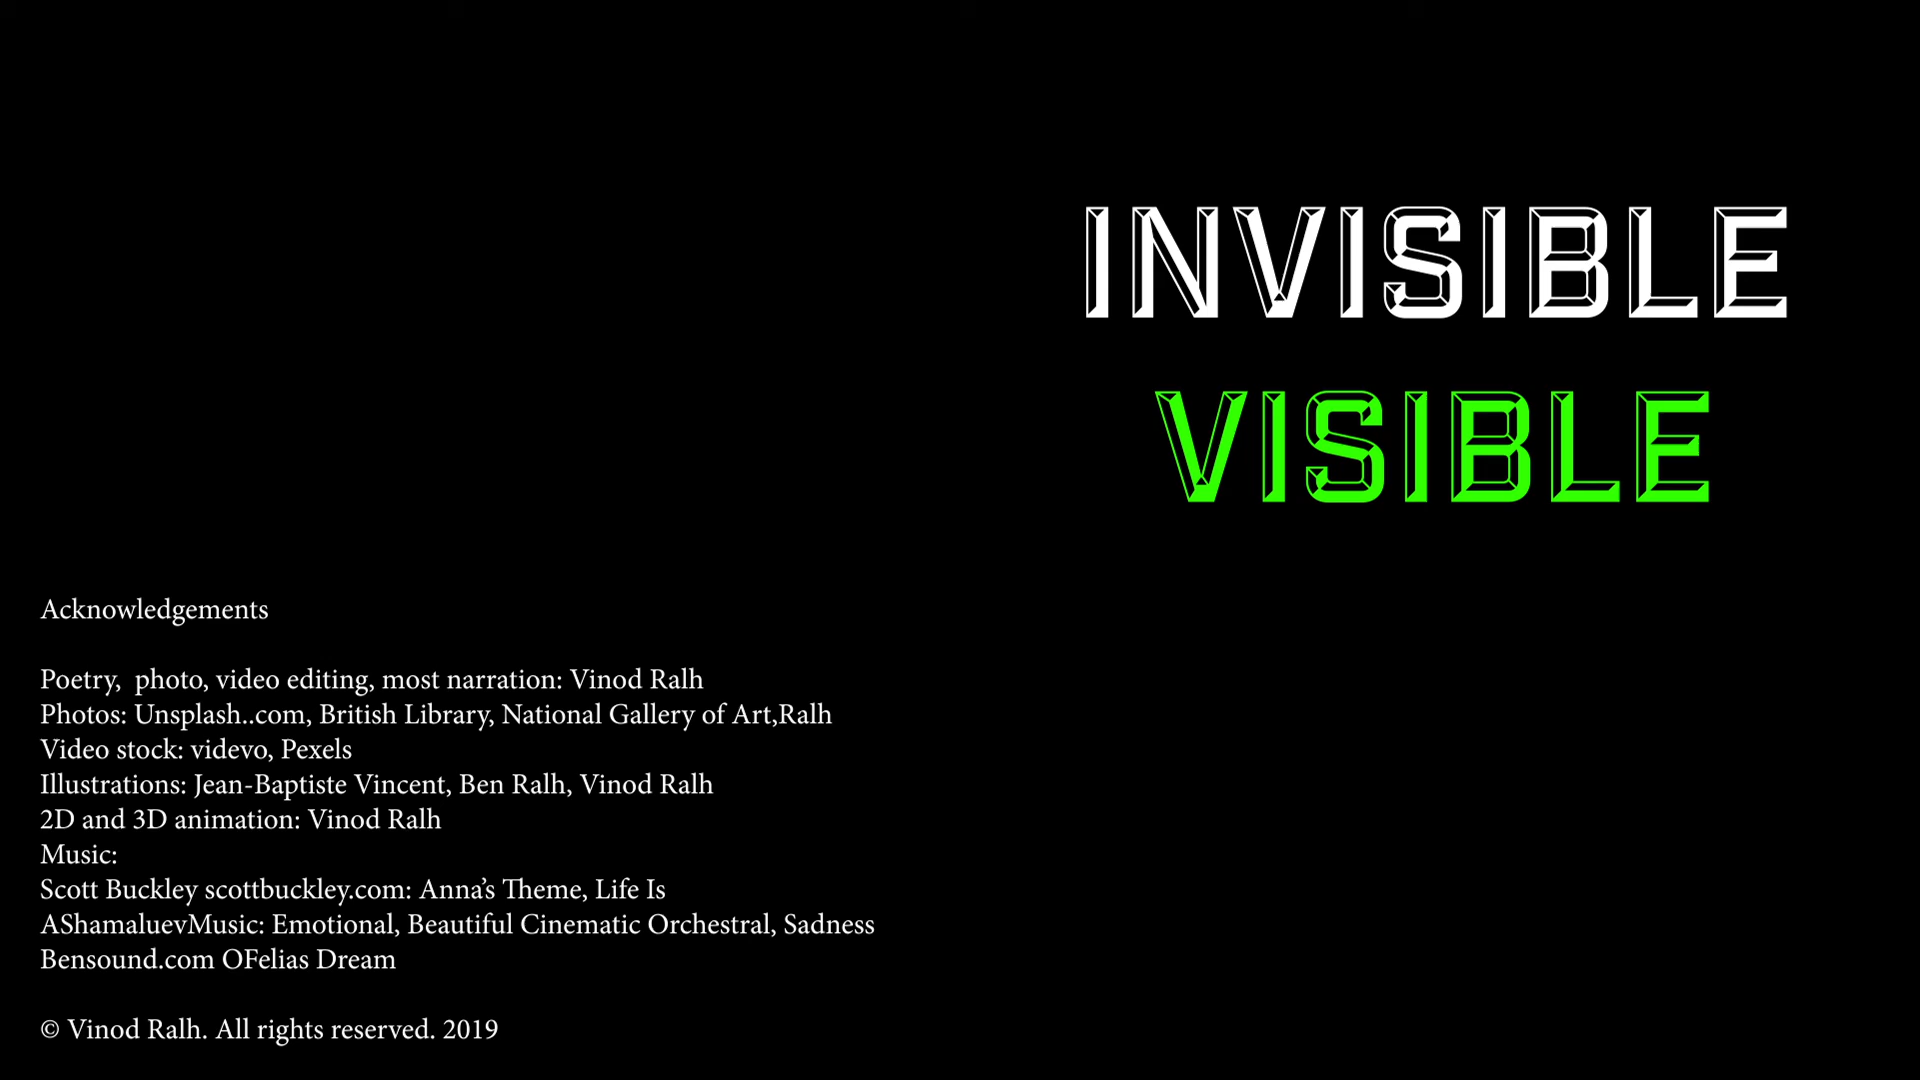 INVISIBLE
VISIBLE
Acknowledgements
Poetry,  photo, video editing, most narration: Vinod Ralh
Photos: Unsplash..com, British Library, National Gallery of Art,Ralh
Video stock: videvo, Pexels
Illustrations: Jean-Baptiste Vincent, Ben Ralh, Vinod Ralh
2D and 3D animation: Vinod Ralh
Music:
Scott Buckley scottbuckley.com: Anna’s Theme, Life Is
AShamaluevMusic: Emotional, Beautiful Cinematic Orchestral, Sadness
Bensound.com OFelias Dream
© Vinod Ralh. All rights reserved. 2019